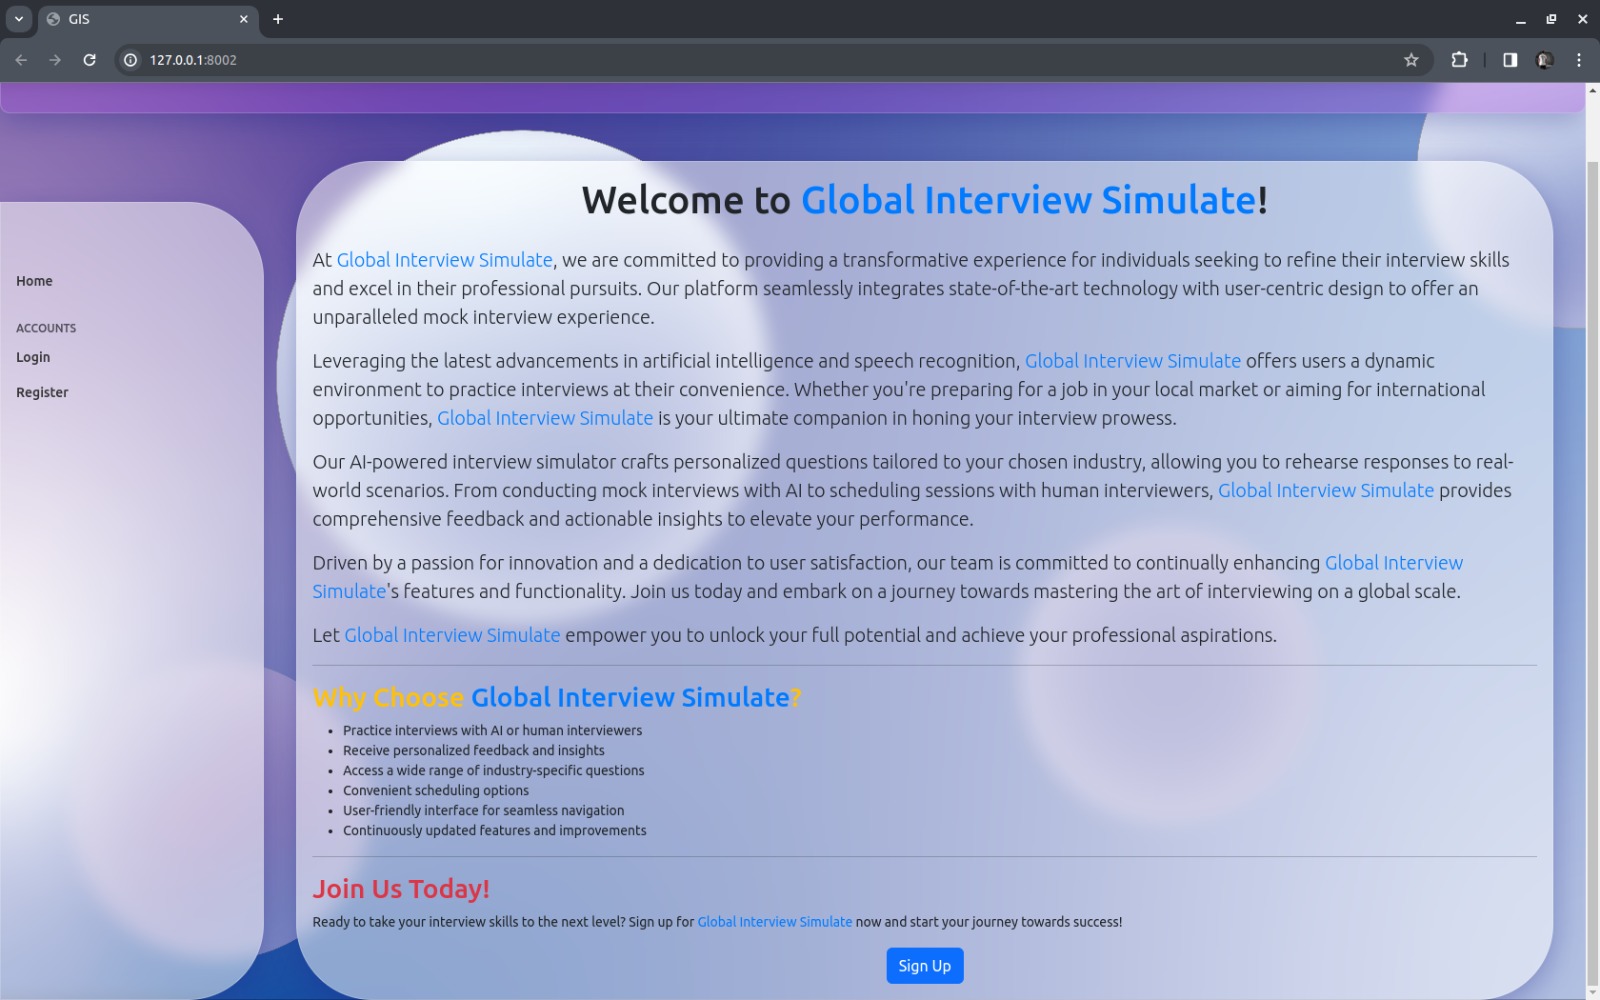 GIS
127.0.0.1:8002
Home
ACCOUNTS
Login
Register
Welcome to Global Interview Simulate!
At Global Interview Simulate, we are committed to providing a transformative experience for individuals seeking to refine their interview skills
and excel in their professional pursuits. Our platform seamlessly integrates state-of-the-art technology with user-centric design to offer an
unparalleled mock interview experience.
Leveraging the latest advancements in artificial intelligence and speech recognition, Global Interview Simulate offers users a dynamic
environment to practice interviews at their convenience. Whether you're preparing for a job in your local market or aiming for international
opportunities, Global Interview Simulate is your ultimate companion in honing your interview prowess.
Our AI-powered interview simulator crafts personalized questions tailored to your chosen industry, allowing you to rehearse responses to real-
world scenarios. From conducting mock interviews with AI to scheduling sessions with human interviewers, Global Interview Simulate provides
comprehensive feedback and actionable insights to elevate your performance.
Driven by a passion for innovation and a dedication to user satisfaction, our team is committed to continually enhancing Global Interview
Simulate's features and functionality. Join us today and embark on a journey towards mastering the art of interviewing on a global scale.
Let Global Interview Simulate empower you to unlock your full potential and achieve your professional aspirations.
Why Choose Global Interview Simulate?
• Practice interviews with AI or human interviewers
• Receive personalized feedback and insights
• Access a wide range of industry-specific questions
• Convenient scheduling options
• User-friendly interface for seamless navigation
• Continuously updated features and improvements
Join Us Today!
Ready to take your interview skills to the next level? Sign up for Global Interview Simulate now and start your journey towards success!
Sign Up